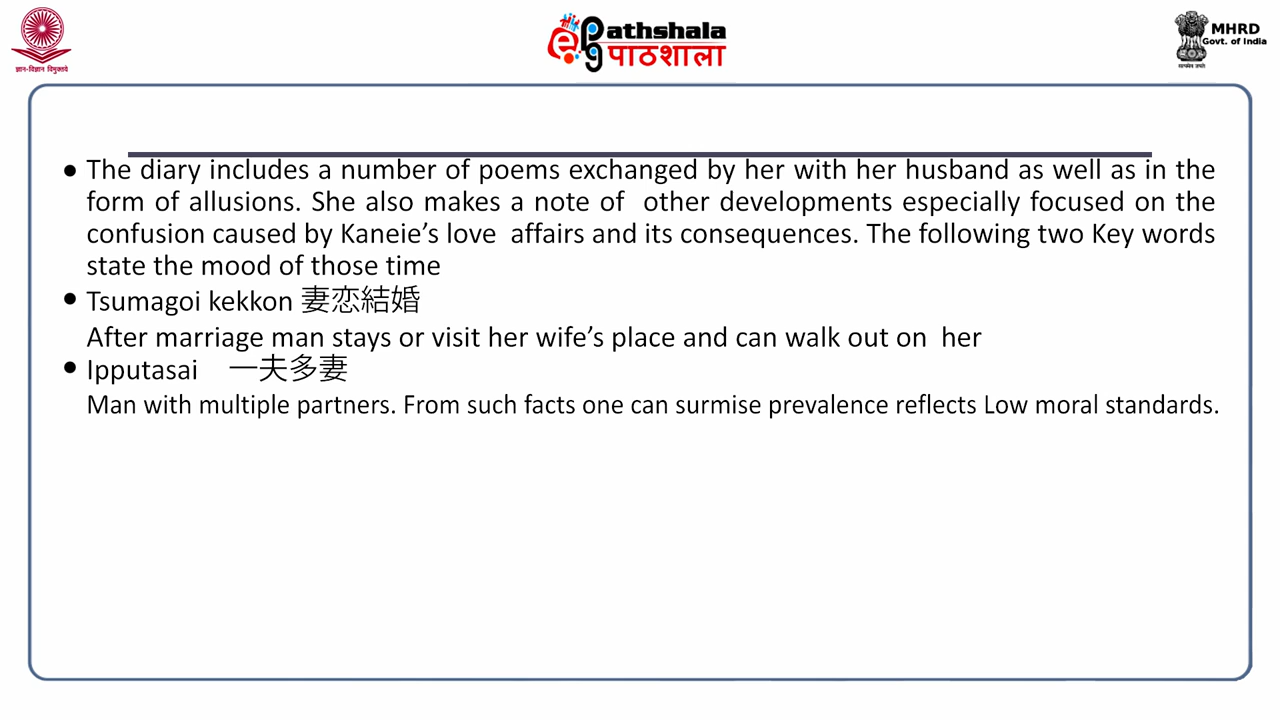 ज्ञान-विज्ञान विमुक्तये
epg Pathshala
पाठशाला
MHRD
Govt. of India
सत्यमेव जयते
The diary includes a number of poems exchanged by her with her husband as well as in the
form of allusions. She also makes a note of other developments especially focused on the
confusion caused by Kaneie’s love affairs and its consequences. The following two Key words
state the mood of those time
Tsumagoi kekkon 妻恋結婚
After marriage man stays or visit her wife’s place and can walk out on her
Ipputasai 一夫多妻
Man with multiple partners. From such facts one can surmise prevalence reflects Low moral standards.